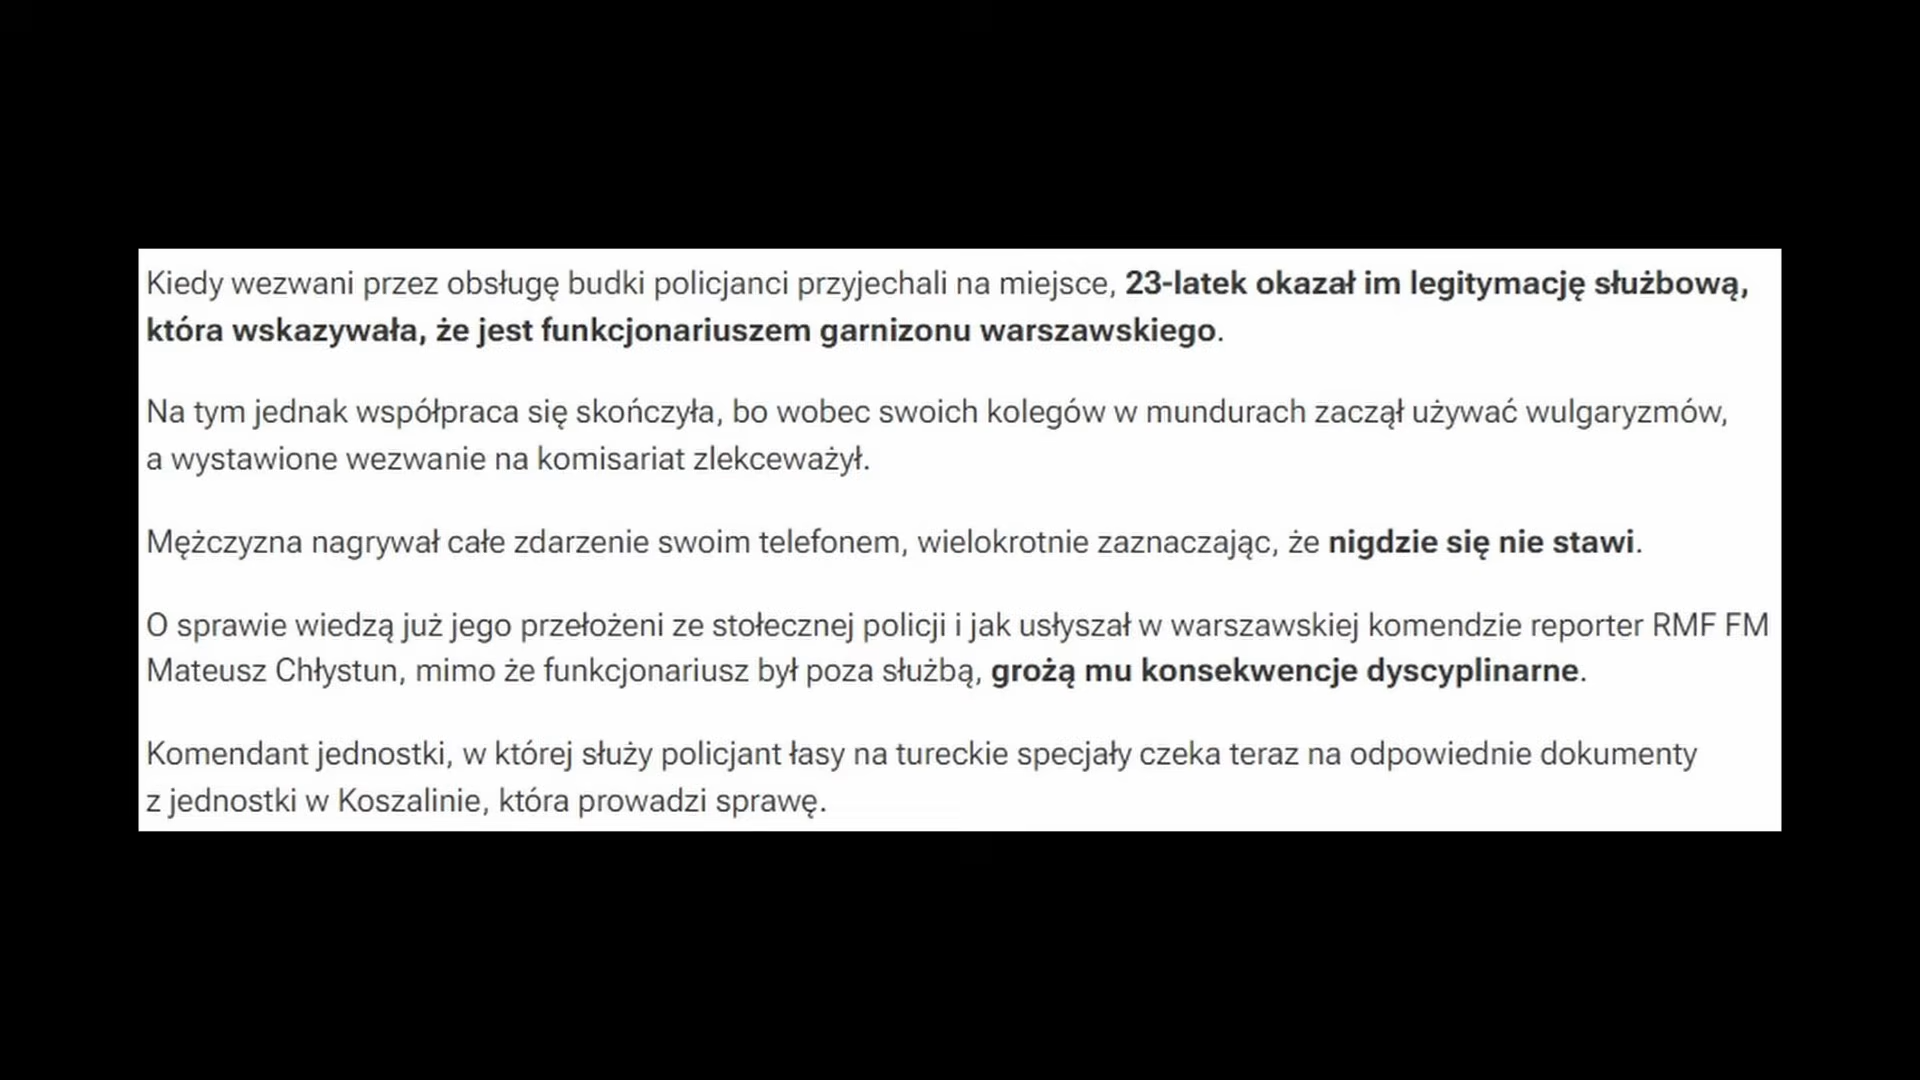 Kiedy wezwani przez obsługę budki policjanci przyjechali na miejsce, 23-latek okazał im legitymację służbową,
która wskazywała, że jest funkcjonariuszem garnizonu warszawskiego.
Na tym jednak współpraca się skończyła, bo wobec swoich kolegów w mundurach zaczął używać wulgaryzmów,
a wystawione wezwanie na komisariat zlekceważył.
Mężczyzna nagrywał całe zdarzenie swoim telefonem, wielokrotnie zaznaczając, że nigdzie się nie stawi.
O sprawie wiedzą już jego przełożeni ze stołecznej policji i jak usłyszał w warszawskiej komendzie reporter RMF FM
Mateusz Chłystun, mimo że funkcjonariusz był poza służbą, grożą mu konsekwencje dyscyplinarne.
Komendant jednostki, w której służy policjant łasy na tureckie specjały czeka teraz na odpowiednie dokumenty
z jednostki w Koszalinie, która prowadzi sprawę.